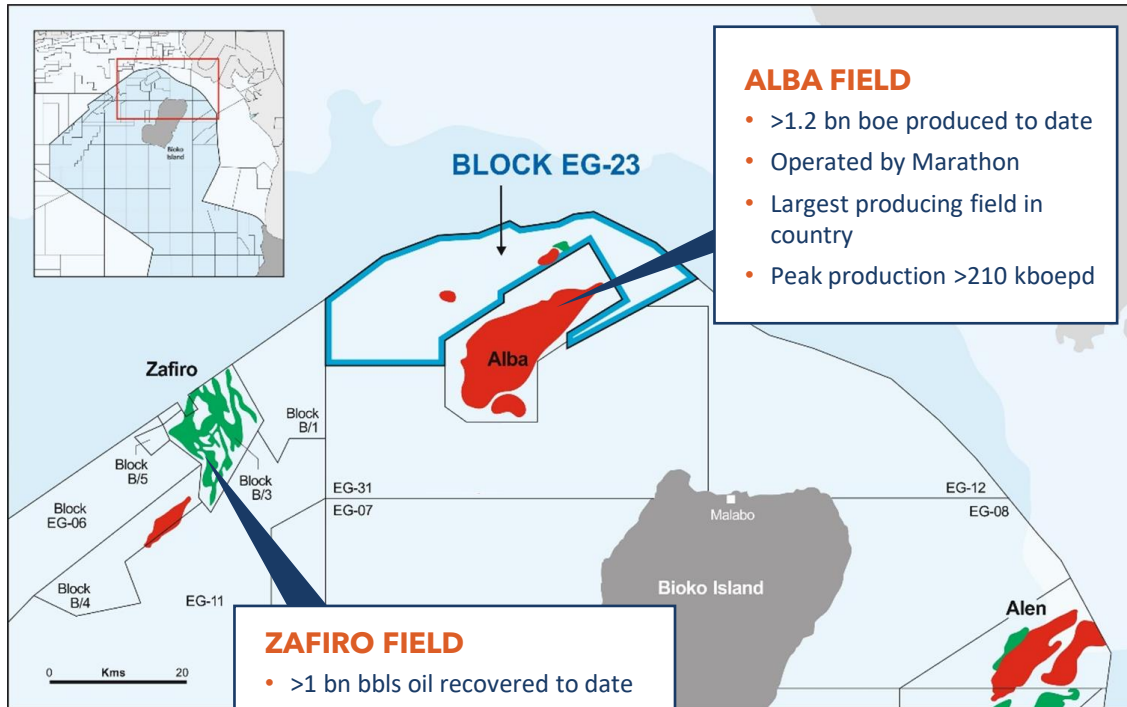 Bioko
Island
ALBA FIELD
• >1.2 bn boe produced to date
• Operated by Marathon
• Largest producing field in
country
• Peak production >210 kboepd
BLOCK EG-23
Alba
Zafiro
Block
B/1
Block
B/5
Block
B/3
Block
EG-06
Block
B/4
EG-31
EG-07
EG-11
EG-12
EG-08
Malabo
Bioko Island
Alen
0 Kms 20
ZAFIRO FIELD
• >1 bn bbls oil recovered to date